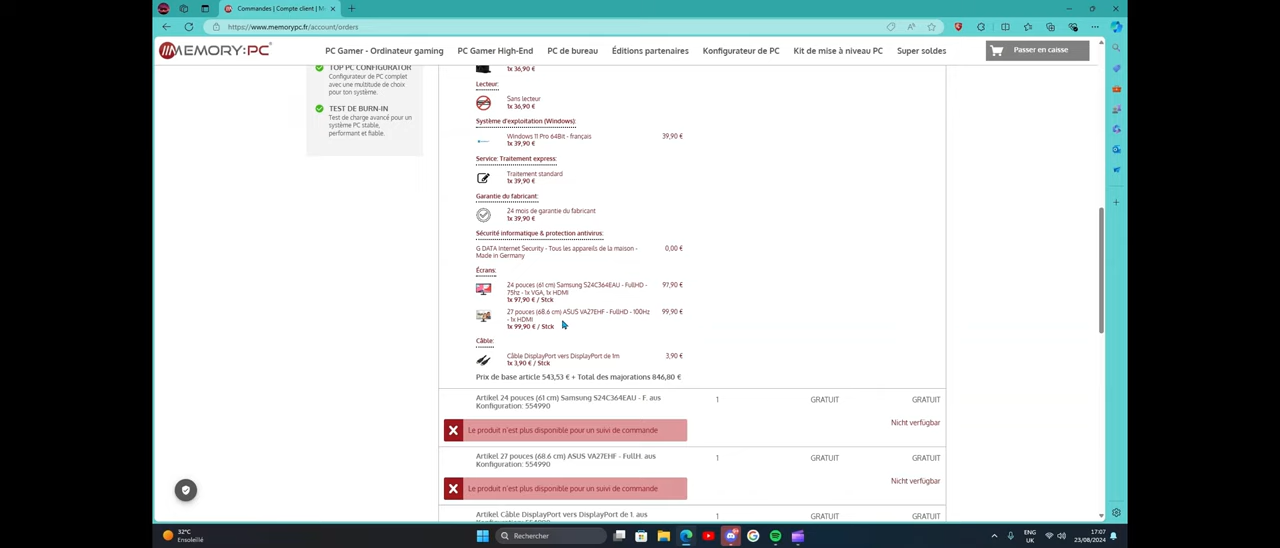 Commandes | Compte client | m
https://www.memorypc.fr/account/orders
MEMORY:PC
PC Gamer - Ordinateur gaming
PC Gamer High-End
PC de bureau
Éditions partenaires
Konfigurateur de PC
Kit de mise à niveau PC
Super soldes
Passer en caisse
TOP PC CONFIGURATOR
Configurateur de PC complet
avec une multitude de choix
pour ton système.
TEST DE BURN-IN
Test de charge avancé pour un
système PC stable,
performant et fiable.
1x 36,90 €
Lecteur:
Sans lecteur
1x 36,90 €
Système d'exploitation (Windows):
Windows 11 Pro 64Bit - français 39,90 €
1x 39,90 €
Service: Traitement express:
Traitement standard
1x 39,90 €
Garantie du fabricant:
24 mois de garantie du fabricant
1x 39,90 €
Sécurité informatique & protection antivirus:
G DATA Internet Security - Tous les appareils de la maison - 0,00 €
Made in Germany
Écrans:
24 pouces (61 cm) Samsung S24C364EAU - FullHD - 97,90 €
75hz - 1x VGA, 1x HDMI
1x 97,90 € / Stck
27 pouces (68.6 cm) ASUS VA27EHF - FullHD - 100Hz 99,90 €
- 1x HDMI
1x 99,90 € / Stck
Câble:
Câble DisplayPort vers DisplayPort de 1m 3,90 €
1x 3,90 € / Stck
Prix de base article 543,53 € + Total des majorations 846,80 €
Artikel 24 pouces (61 cm) Samsung S24C364EAU - F. aus 1 GRATUIT GRATUIT
Konfiguration: 554990
Nicht verfügbar
Le produit n'est plus disponible pour un suivi de commande
Artikel 27 pouces (68.6 cm) ASUS VA27EHF - FullH. aus 1 GRATUIT GRATUIT
Konfiguration: 554990
Nicht verfügbar
Le produit n'est plus disponible pour un suivi de commande
Artikel Câble DisplayPort vers DisplayPort de 1. aus 1 GRATUIT GRATUIT
Konfiguration: 554990
32°C
Ensoleillé
Rechercher
ENG
UK
17:07
23/08/2024